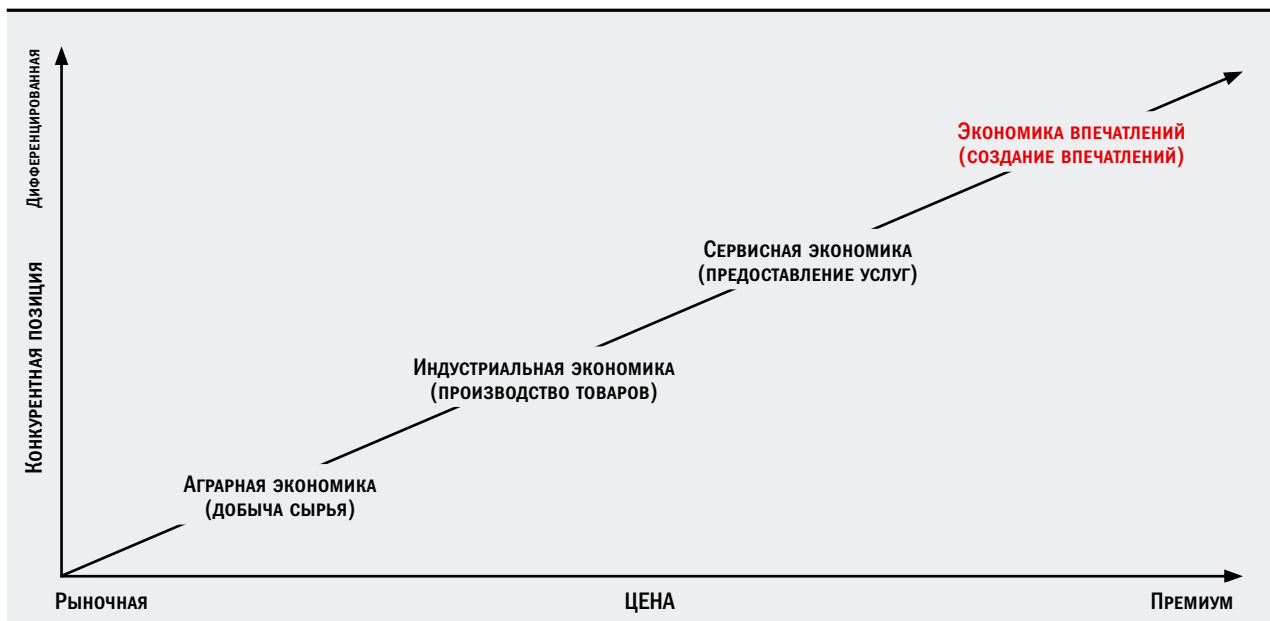 Дифференцированная
Конкурентная позиция
Экономика впечатлений
(создание впечатлений)
Сервисная экономика
(предоставление услуг)
Индустриальная экономика
(производство товаров)
Аграрная экономика
(добыча сырья)
Рыночная
ЦЕНА
Премиум